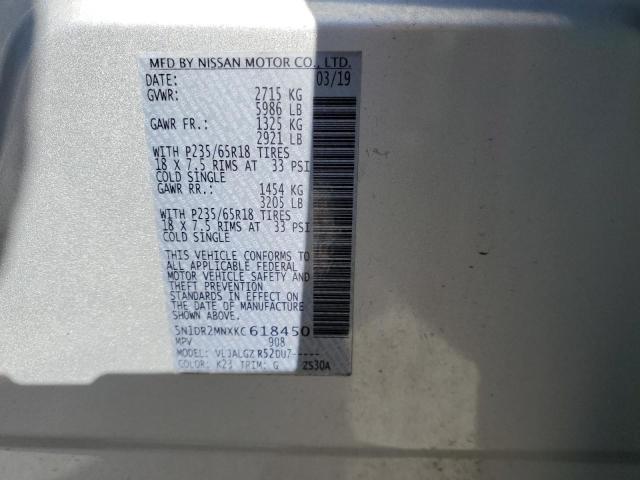 MFD BY NISSAN MOTOR CO., LTD.
DATE: 03/19
GVWR: 2715 KG
5986 LB
GAWR FR.: 1325 KG
2921 LB
WITH P235/65R18 TIRES
18 X 7.5 RIMS AT 33 PSI
COLD SINGLE
GAWR RR.: 1454 KG
3205 LB
WITH P235/65R18 TIRES
18 X 7.5 RIMS AT 33 PSI
COLD SINGLE
THIS VEHICLE CONFORMS TO
ALL APPLICABLE FEDERAL
MOTOR VEHICLE SAFETY AND
THEFT PREVENTION
STANDARDS IN EFFECT ON
THE DATE OF MANUFACTURE
SHOWN ABOVE.
5N1DR2MNXKC618450
MPV 908
MODEL: VLJALGZ R52DU7-----
COLOR: K23 TRIM: G ZS30A